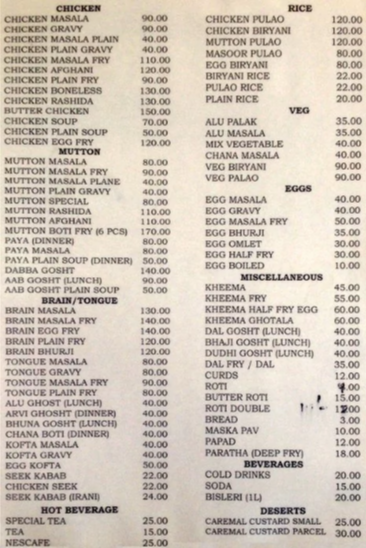 CHICKEN
CHICKEN MASALA 90.00
CHICKEN GRAVY 90.00
CHICKEN MASALA PLAIN 40.00
CHICKEN PLAIN GRAVY 40.00
CHICKEN MASALA FRY 110.00
CHICKEN AFGHANI 120.00
CHICKEN PLAIN FRY 90.00
CHICKEN BONELESS 130.00
CHICKEN RASHIDA 130.00
BUTTER CHICKEN 150.00
CHICKEN SOUP 70.00
CHICKEN PLAIN SOUP 50.00
CHICKEN EGG FRY 120.00
MUTTON
MUTTON MASALA 80.00
MUTTON MASALA FRY 90.00
MUTTON MASALA PLANE 40.00
MUTTON PLAIN GRAVY 40.00
MUTTON SPECIAL 80.00
MUTTON RASHIDA 110.00
MUTTON AFGHANI 110.00
MUTTON BOTI FRY (6 PCS) 170.00
PAYA (DINNER) 80.00
PAYA MASALA 80.00
PAYA PLAIN SOUP (DINNER) 50.00
DABBA GOSHT 140.00
AAB GOSHT (LUNCH) 90.00
AAB GOSHT PLAIN SOUP 50.00
BRAIN/TONGUE
BRAIN MASALA 130.00
BRAIN MASALA FRY 140.00
BRAIN EGG FRY 140.00
BRAIN PLAIN FRY 120.00
BRAIN BHURJI 120.00
TONGUE MASALA 80.00
TONGUE GRAVY 80.00
TONGUE MASALA FRY 90.00
TONGUE PLAIN FRY 80.00
ALU GHOST (LUNCH) 40.00
ARVI GHOSHT (DINNER) 40.00
BHUNA GOSHT (LUNCH) 40.00
CHANA BOTI (DINNER) 40.00
KOFTA MASALA 40.00
KOFTA GRAVY 40.00
EGG KOFTA 50.00
SEEK KABAB 22.00
CHICKEN SEEK 22.00
SEEK KABAB (IRANI) 24.00
HOT BEVERAGE
SPECIAL TEA 25.00
TEA 15.00
NESCAFE 25.00
RICE
CHICKEN PULAO 120.00
CHICKEN BIRYANI 120.00
MUTTON PULAO 120.00
MASOOR PULAO 80.00
EGG BIRYANI 80.00
BIRYANI RICE 22.00
PULAO RICE 22.00
PLAIN RICE 20.00
VEG
ALU PALAK 35.00
ALU MASALA 35.00
MIX VEGETABLE 40.00
CHANA MASALA 40.00
VEG BIRYANI 90.00
VEG PALAO 90.00
EGGS
EGG MASALA 40.00
EGG GRAVY 40.00
EGG MASALA FRY 50.00
EGG BHURJI 35.00
EGG OMLET 30.00
EGG HALF FRY 30.00
EGG BOILED 10.00
MISCELLANEOUS
KHEEMA 45.00
KHEEMA FRY 55.00
KHEEMA HALF FRY EGG 60.00
KHEEMA GHOTALA 60.00
DAL GOSHT (LUNCH) 40.00
BHAJI GOSHT (LUNCH) 40.00
DUDHI GOSHT (LUNCH) 40.00
DAL FRY / DAL 35.00
CURDS 12.00
ROTI
BUTTER ROTI 15.00
ROTI DOUBLE
BREAD 3.00
MASKA PAV 10.00
PAPAD 12.00
PARATHA (DEEP FRY) 18.00
BEVERAGES
COLD DRINKS 20.00
SODA 15.00
BISLERI (1L) 20.00
DESERTS
CAREMAL CUSTARD SMALL 25.00
CAREMAL CUSTARD PARCEL 30.00